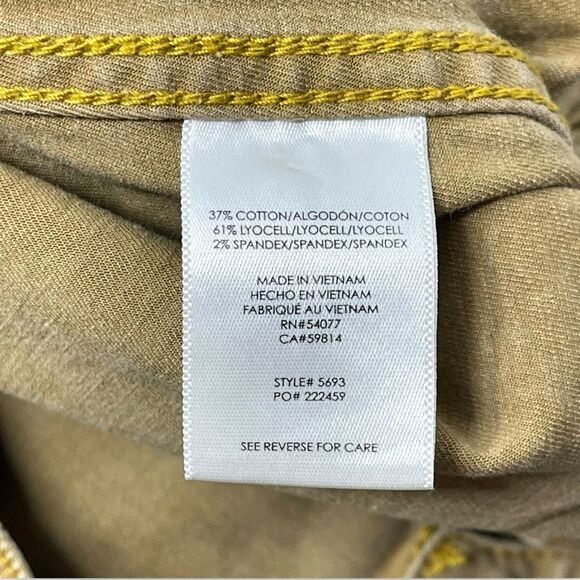 37% COTTON/ALGODÓN/COTON
61% LYOCELL/LYOCELL/LYOCELL
2% SPANDEX/SPANDEX/SPANDEX
MADE IN VIETNAM
HECHO EN VIETNAM
FABRIQUÉ AU VIETNAM
RN#54077
CA#59814
STYLE# 5693
PO# 222459
SEE REVERSE FOR CARE